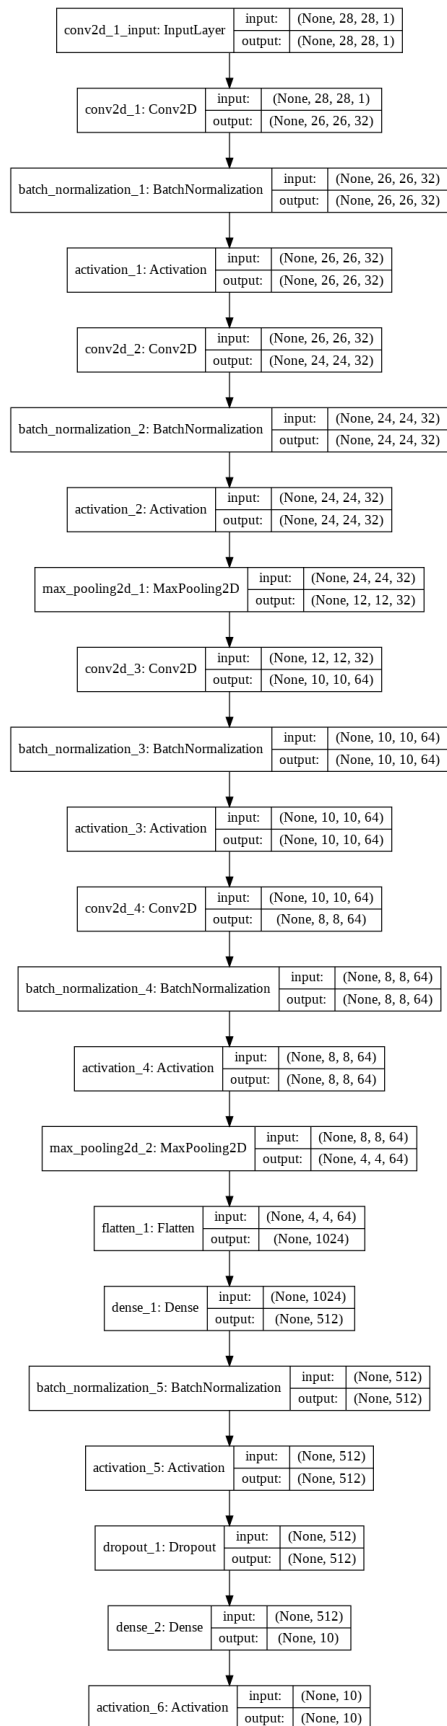 conv2d_1_input: InputLayer
input: (None, 28, 28, 1)
output: (None, 28, 28, 1)
conv2d_1: Conv2D
input: (None, 28, 28, 1)
output: (None, 26, 26, 32)
batch_normalization_1: BatchNormalization
input: (None, 26, 26, 32)
output: (None, 26, 26, 32)
activation_1: Activation
input: (None, 26, 26, 32)
output: (None, 26, 26, 32)
conv2d_2: Conv2D
input: (None, 26, 26, 32)
output: (None, 24, 24, 32)
batch_normalization_2: BatchNormalization
input: (None, 24, 24, 32)
output: (None, 24, 24, 32)
activation_2: Activation
input: (None, 24, 24, 32)
output: (None, 24, 24, 32)
max_pooling2d_1: MaxPooling2D
input: (None, 24, 24, 32)
output: (None, 12, 12, 32)
conv2d_3: Conv2D
input: (None, 12, 12, 32)
output: (None, 10, 10, 64)
batch_normalization_3: BatchNormalization
input: (None, 10, 10, 64)
output: (None, 10, 10, 64)
activation_3: Activation
input: (None, 10, 10, 64)
output: (None, 10, 10, 64)
conv2d_4: Conv2D
input: (None, 10, 10, 64)
output: (None, 8, 8, 64)
batch_normalization_4: BatchNormalization
input: (None, 8, 8, 64)
output: (None, 8, 8, 64)
activation_4: Activation
input: (None, 8, 8, 64)
output: (None, 8, 8, 64)
max_pooling2d_2: MaxPooling2D
input: (None, 8, 8, 64)
output: (None, 4, 4, 64)
flatten_1: Flatten
input: (None, 4, 4, 64)
output: (None, 1024)
dense_1: Dense
input: (None, 1024)
output: (None, 512)
batch_normalization_5: BatchNormalization
input: (None, 512)
output: (None, 512)
activation_5: Activation
input: (None, 512)
output: (None, 512)
dropout_1: Dropout
input: (None, 512)
output: (None, 512)
dense_2: Dense
input: (None, 512)
output: (None, 10)
activation_6: Activation
input: (None, 10)
output: (None, 10)